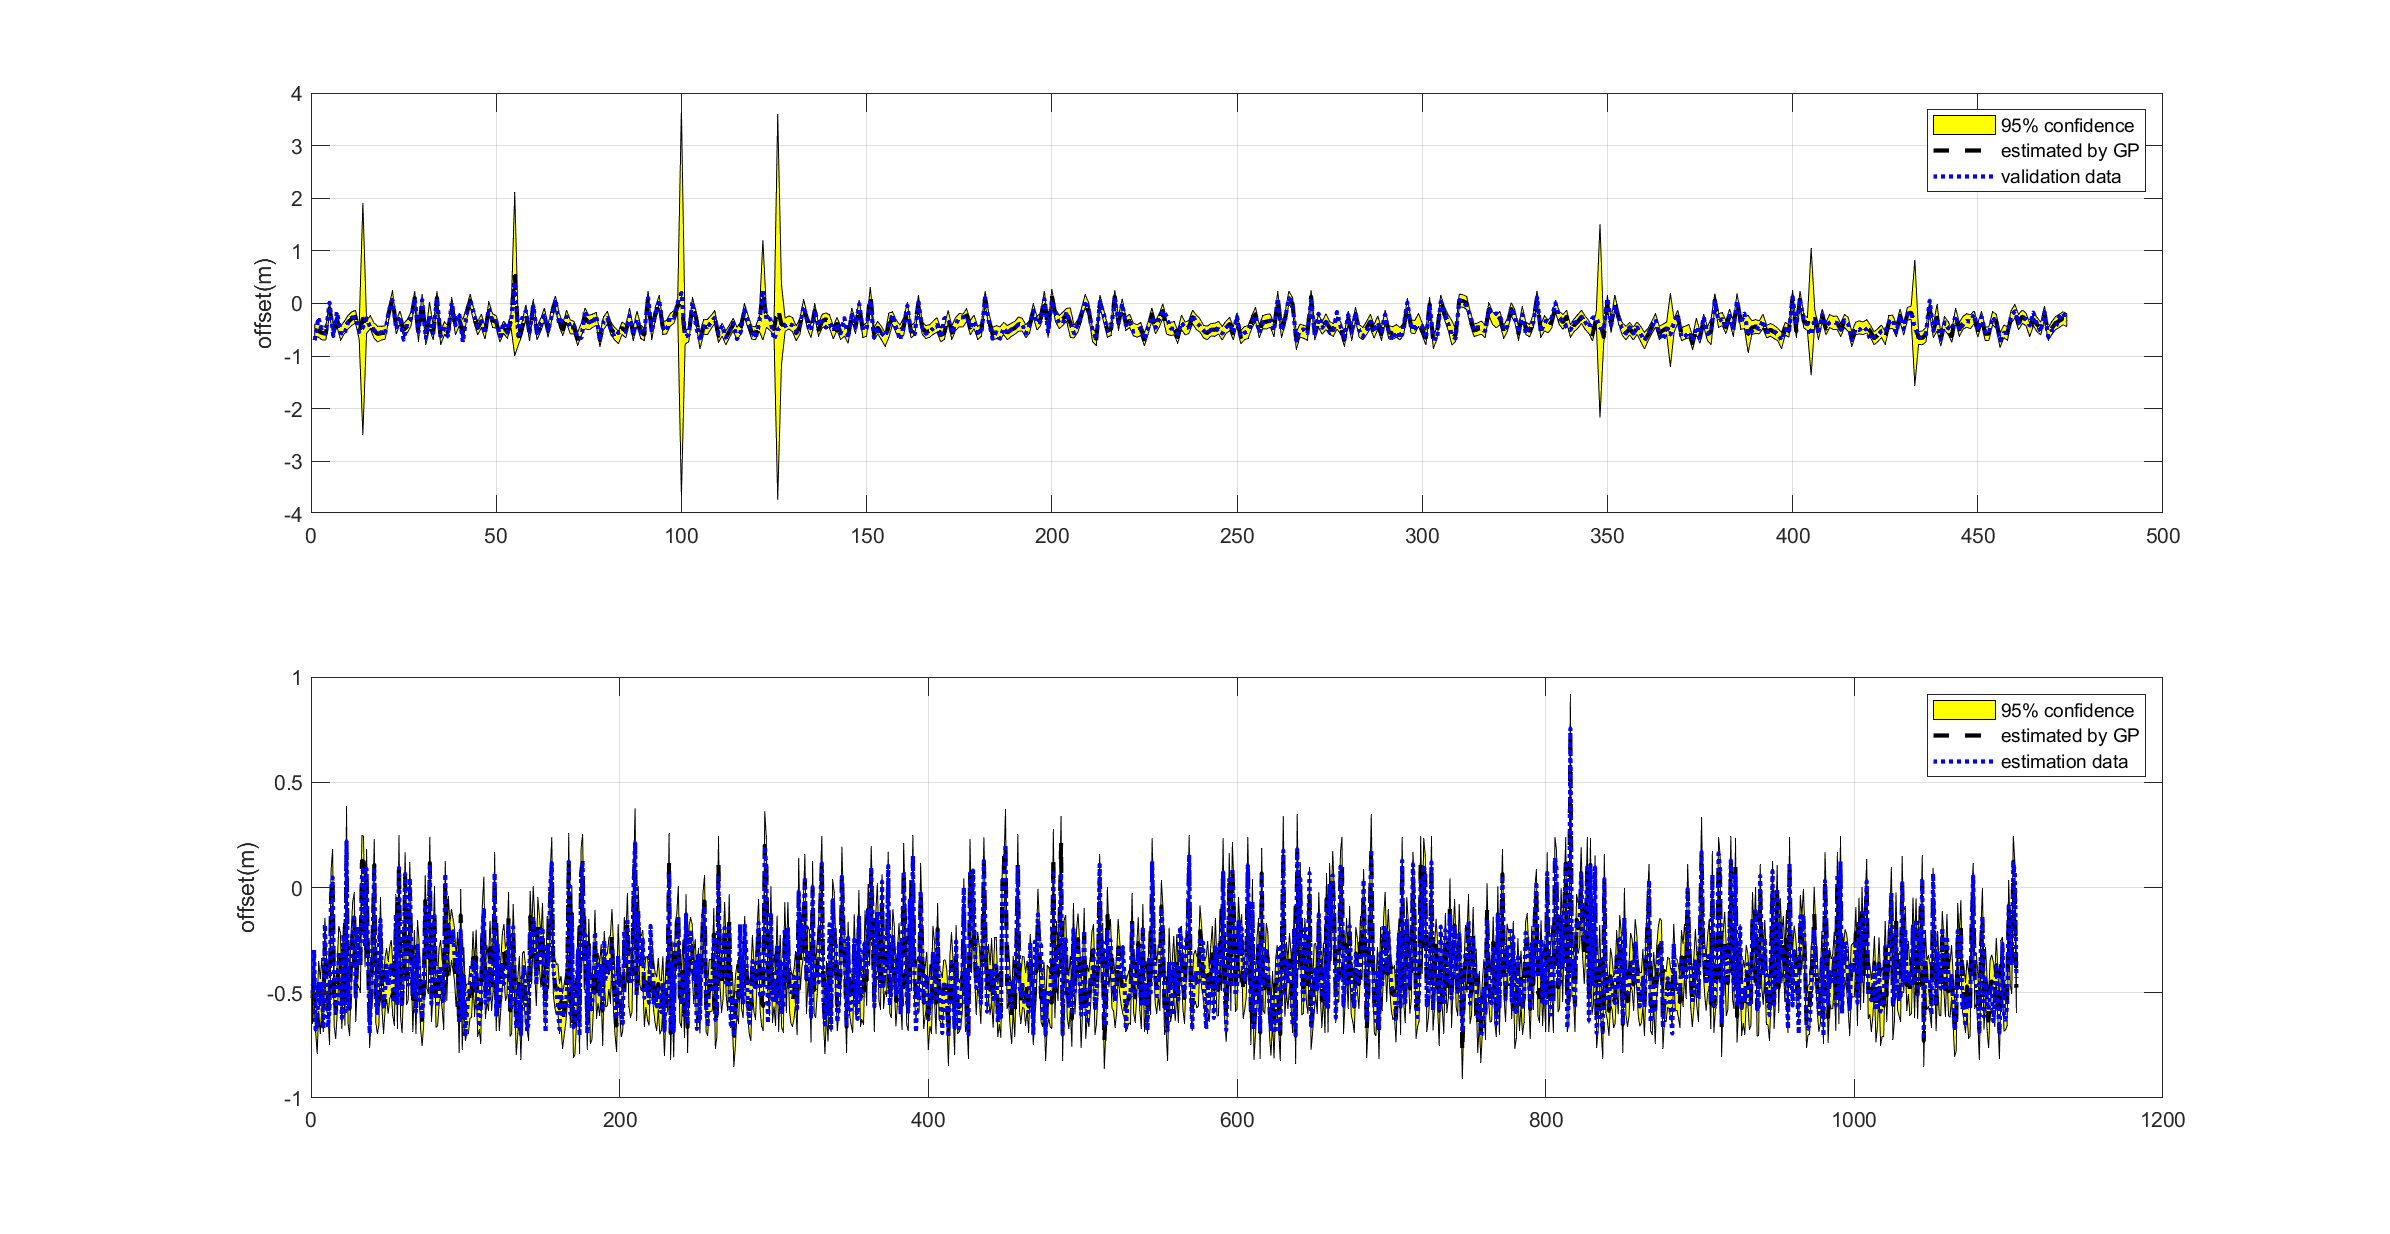 4
3
2
1
0
-1
-2
-3
-4
offset(m)
0 50 100 150 200 250 300 350 400 450 500
95% confidence
estimated by GP
validation data
1
0.5
0
-0.5
-1
offset(m)
0 200 400 600 800 1000 1200
95% confidence
estimated by GP
estimation data